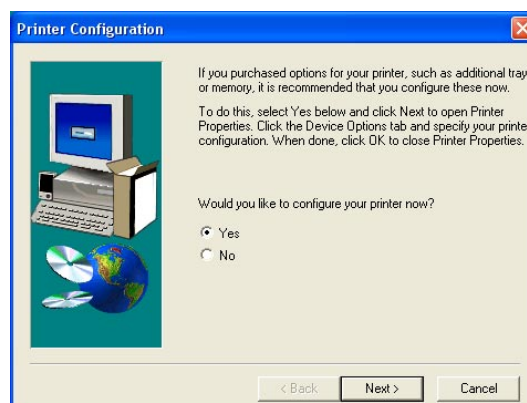 Printer Configuration
If you purchased options for your printer, such as additional tray
or memory, it is recommended that you configure these now.
To do this, select Yes below and click Next to open Printer
Properties. Click the Device Options tab and specify your printe
configuration. When done, click OK to close Printer Properties.
Would you like to configure your printer now?
Yes
No
< Back
Next >
Cancel